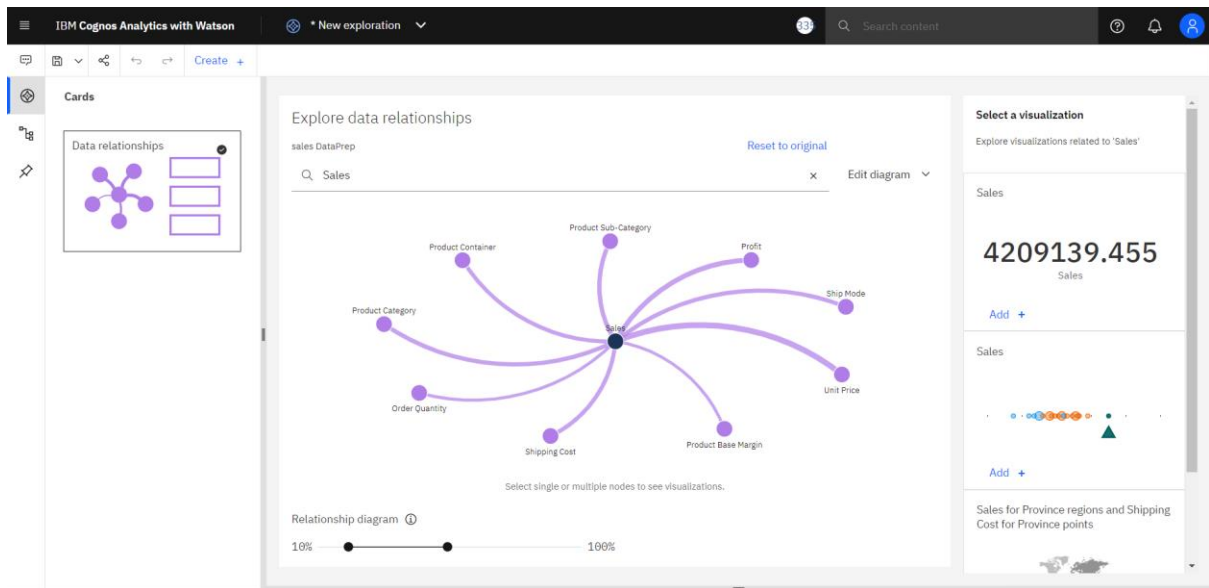 IBM Cognos Analytics with Watson
* New exploration
Search content
Create +
Cards
Data relationships
Explore data relationships
sales DataPrep
Reset to original
Sales
Edit diagram
Product Sub-Category
Product Container
Profit
Ship Mode
Product Category
Sales
Unit Price
Order Quantity
Product Base Margin
Shipping Cost
Select single or multiple nodes to see visualizations.
Relationship diagram
10%
100%
Select a visualization
Explore visualizations related to 'Sales'
Sales
4209139.455
Sales
Add +
Sales
Add +
Sales for Province regions and Shipping
Cost for Province points